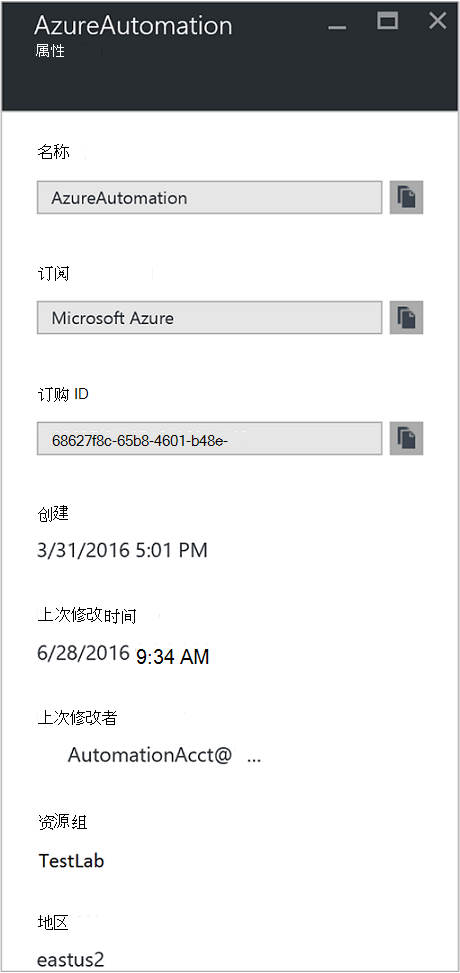 AzureAutomation
属性
名称
AzureAutomation
订阅
Microsoft Azure
订购 ID
68627f8c-65b8-4601-b48e-
创建
3/31/2016 5:01 PM
上次修改时间
6/28/2016 9:34 AM
上次修改者
AutomationAcct@ ...
资源组
TestLab
地区
eastus2